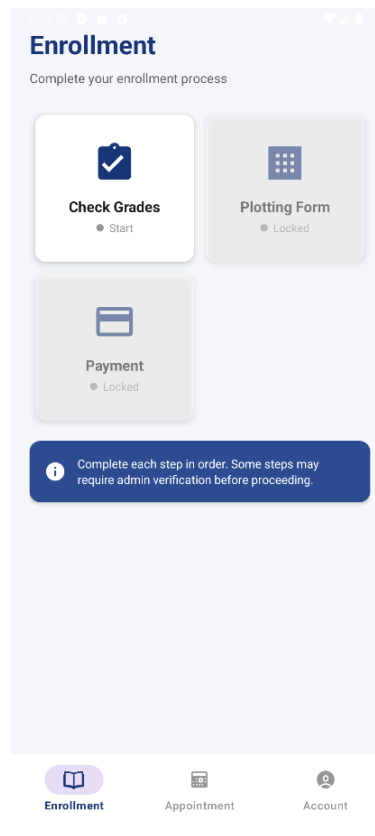 Enrollment
Complete your enrollment process
Check Grades
Start
Plotting Form
Locked
Payment
Locked
Complete each step in order. Some steps may
require admin verification before proceeding.
Enrollment
Appointment
Account